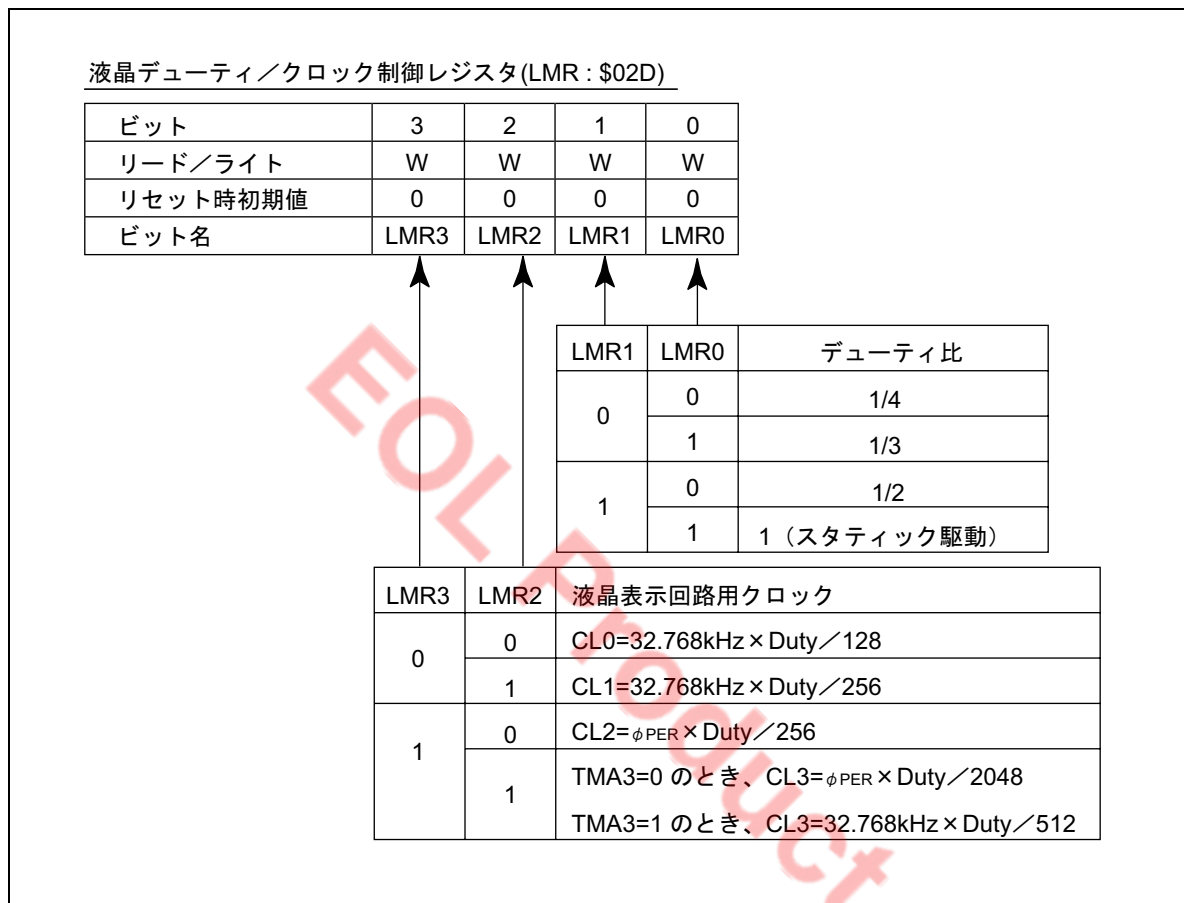 液晶デューティ／クロック制御レジスタ(LMR : $02D)
ビット 3 2 1 0
リード／ライト W W W W
リセット時初期値 0 0 0 0
ビット名 LMR3 LMR2 LMR1 LMR0
LMR1 LMR0 デューティ比
0 0 1/4
1 1/3
1 0 1/2
1 1（スタティック駆動）
LMR3 LMR2 液晶表示回路用クロック
0 0 CL0=32.768kHz×Duty／128
1 CL1=32.768kHz×Duty／256
1 0 CL2=φPER×Duty／256
1 TMA3=0 のとき、CL3=φPER×Duty／2048
TMA3=1 のとき、CL3=32.768kHz×Duty／512
EOL Product